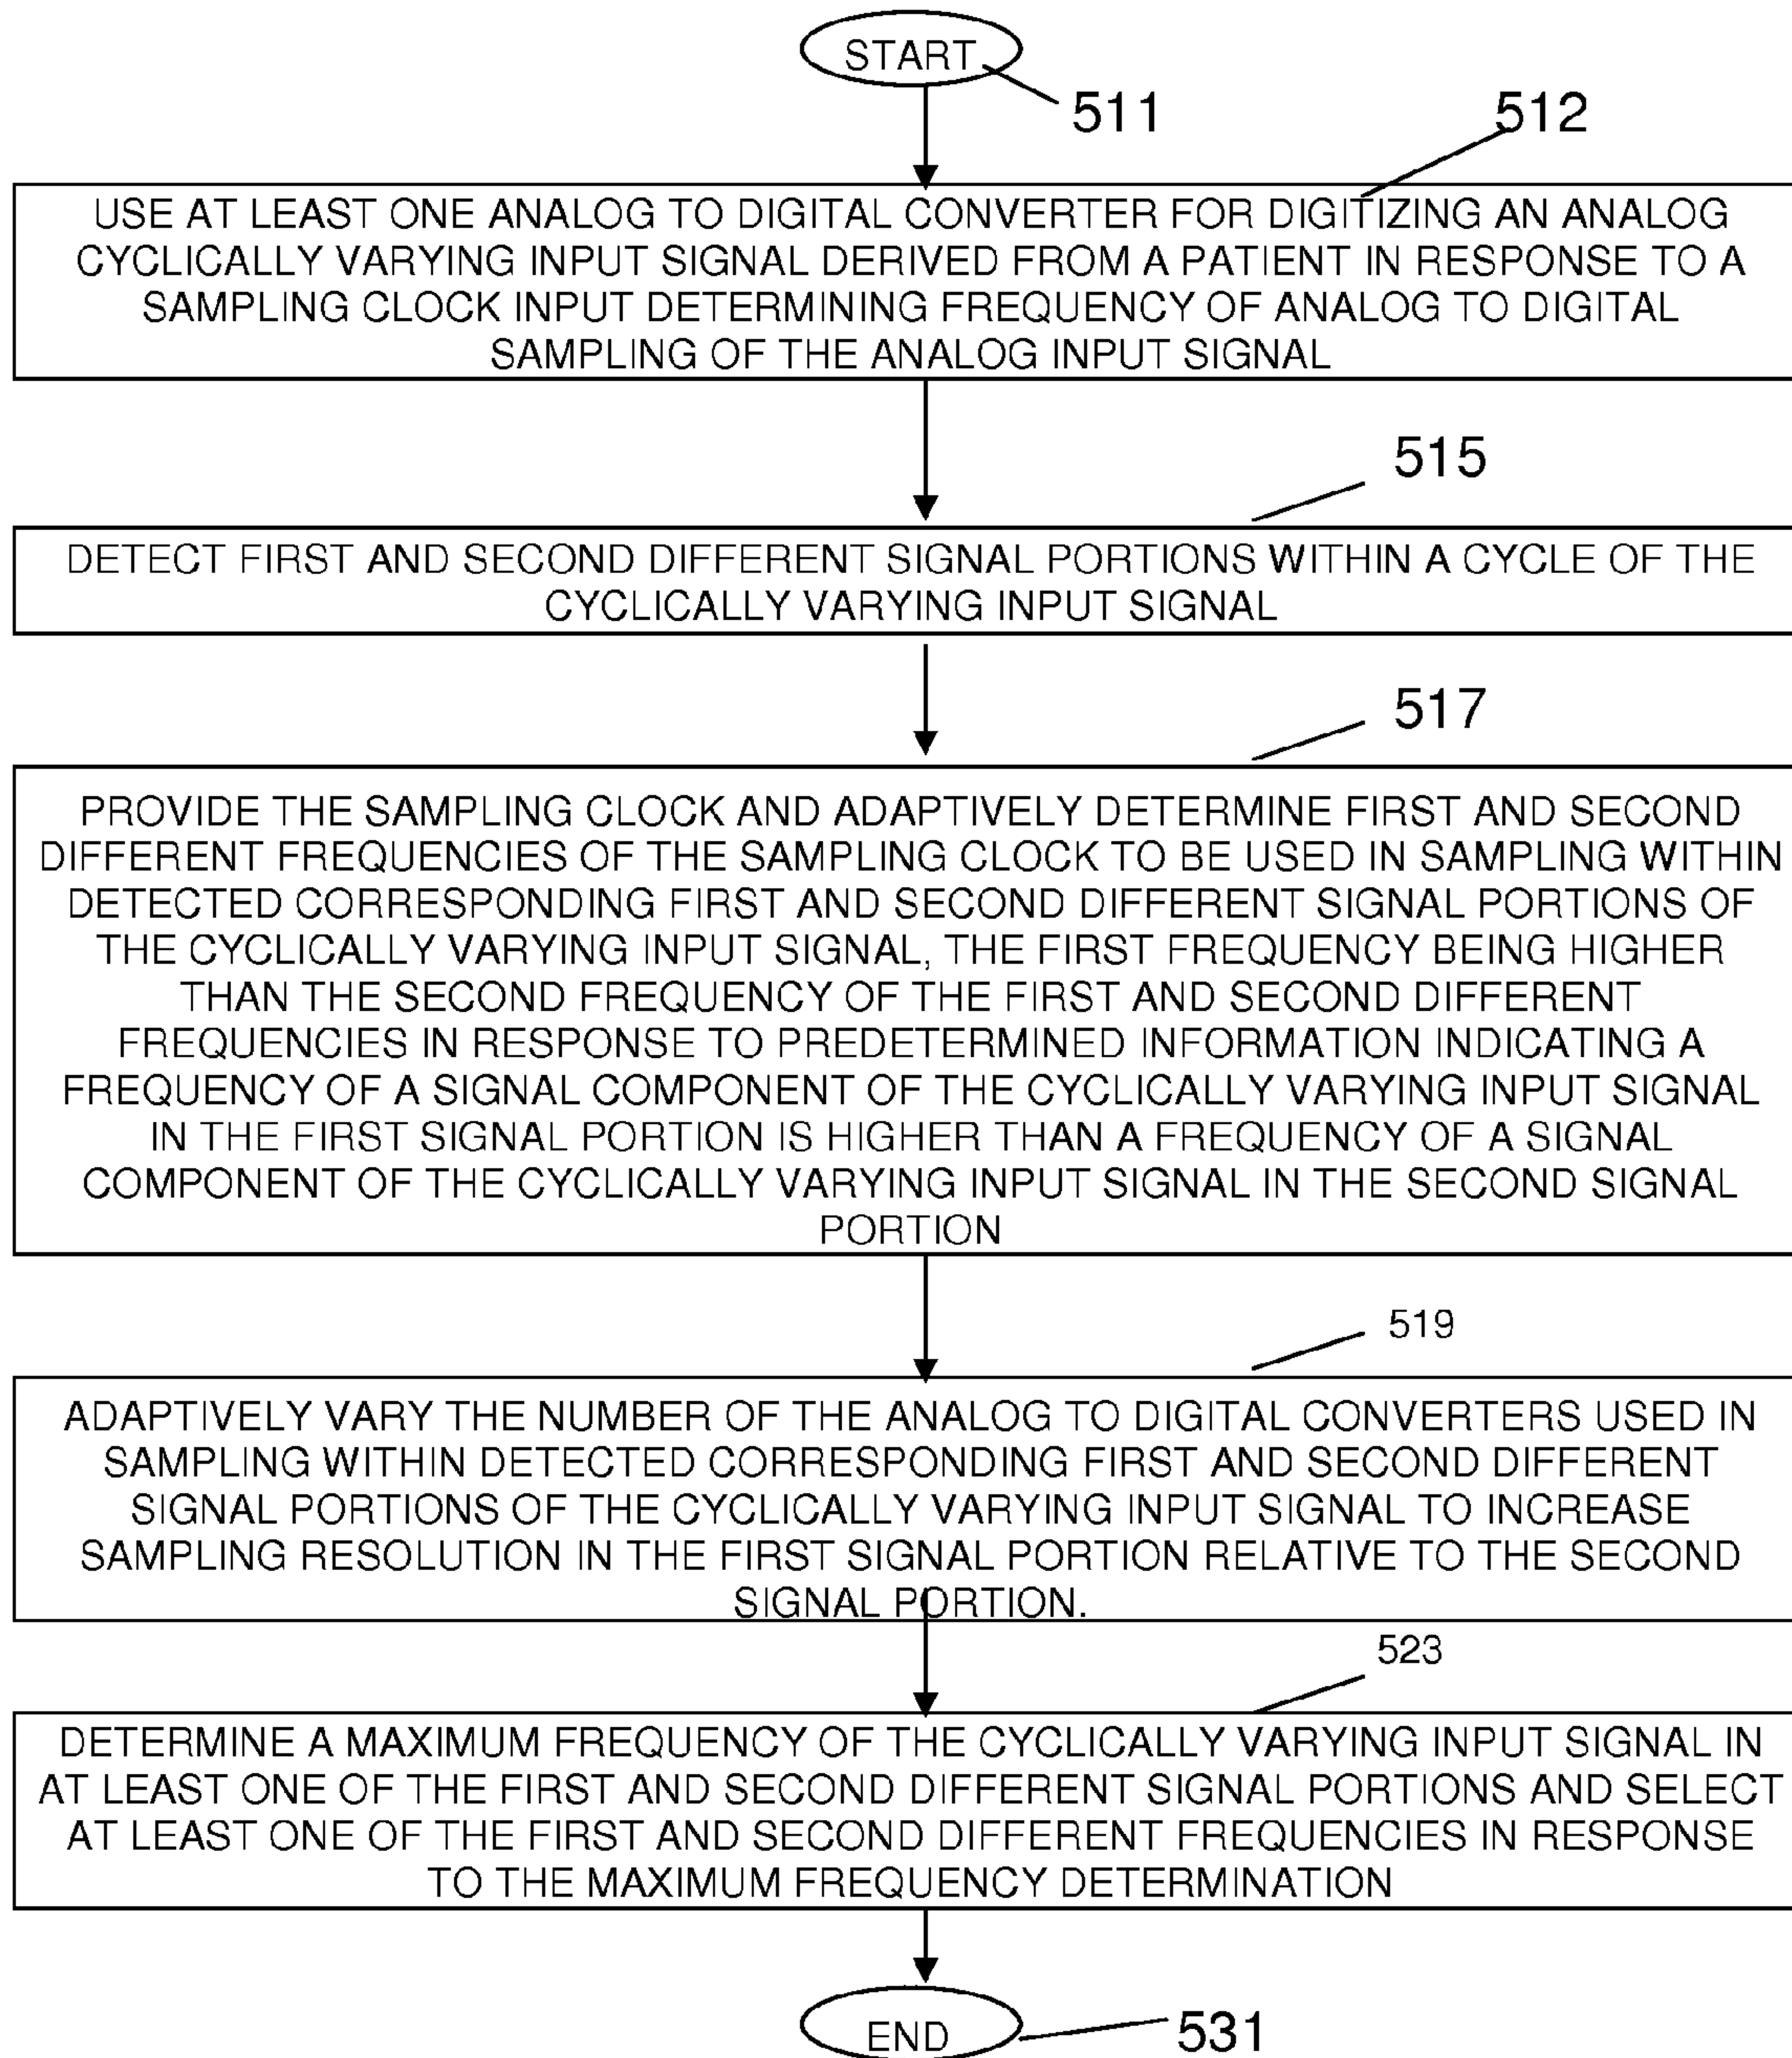 START
511
512
USE AT LEAST ONE ANALOG TO DIGITAL CONVERTER FOR DIGITIZING AN ANALOG
CYCLICALLY VARYING INPUT SIGNAL DERIVED FROM A PATIENT IN RESPONSE TO A
SAMPLING CLOCK INPUT DETERMINING FREQUENCY OF ANALOG TO DIGITAL
SAMPLING OF THE ANALOG INPUT SIGNAL
515
DETECT FIRST AND SECOND DIFFERENT SIGNAL PORTIONS WITHIN A CYCLE OF THE
CYCLICALLY VARYING INPUT SIGNAL
517
PROVIDE THE SAMPLING CLOCK AND ADAPTIVELY DETERMINE FIRST AND SECOND
DIFFERENT FREQUENCIES OF THE SAMPLING CLOCK TO BE USED IN SAMPLING WITHIN
DETECTED CORRESPONDING FIRST AND SECOND DIFFERENT SIGNAL PORTIONS OF
THE CYCLICALLY VARYING INPUT SIGNAL, THE FIRST FREQUENCY BEING HIGHER
THAN THE SECOND FREQUENCY OF THE FIRST AND SECOND DIFFERENT
FREQUENCIES IN RESPONSE TO PREDETERMINED INFORMATION INDICATING A
FREQUENCY OF A SIGNAL COMPONENT OF THE CYCLICALLY VARYING INPUT SIGNAL
IN THE FIRST SIGNAL PORTION IS HIGHER THAN A FREQUENCY OF A SIGNAL
COMPONENT OF THE CYCLICALLY VARYING INPUT SIGNAL IN THE SECOND SIGNAL
PORTION
519
ADAPTIVELY VARY THE NUMBER OF THE ANALOG TO DIGITAL CONVERTERS USED IN
SAMPLING WITHIN DETECTED CORRESPONDING FIRST AND SECOND DIFFERENT
SIGNAL PORTIONS OF THE CYCLICALLY VARYING INPUT SIGNAL TO INCREASE
SAMPLING RESOLUTION IN THE FIRST SIGNAL PORTION RELATIVE TO THE SECOND
SIGNAL PORTION.
523
DETERMINE A MAXIMUM FREQUENCY OF THE CYCLICALLY VARYING INPUT SIGNAL IN
AT LEAST ONE OF THE FIRST AND SECOND DIFFERENT SIGNAL PORTIONS AND SELECT
AT LEAST ONE OF THE FIRST AND SECOND DIFFERENT FREQUENCIES IN RESPONSE
TO THE MAXIMUM FREQUENCY DETERMINATION
END
531